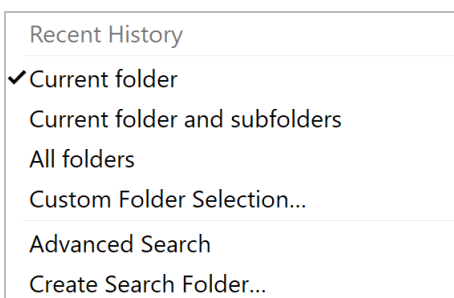 Recent History
Current folder
Current folder and subfolders
All folders
Custom Folder Selection...
Advanced Search
Create Search Folder...